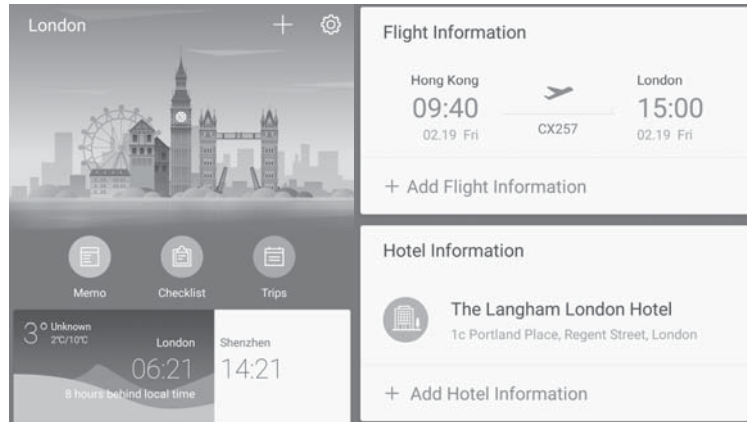 London
Memo
Checklist
Trips
3° Unknown
2℃/10℃
London
06:21
8 hours behind local time
Shenzhen
14:21
Flight Information
Hong Kong
09:40
02.19 Fri
CX257
London
15:00
02.19 Fri
+ Add Flight Information
Hotel Information
The Langham London Hotel
1c Portland Place, Regent Street, London
+ Add Hotel Information